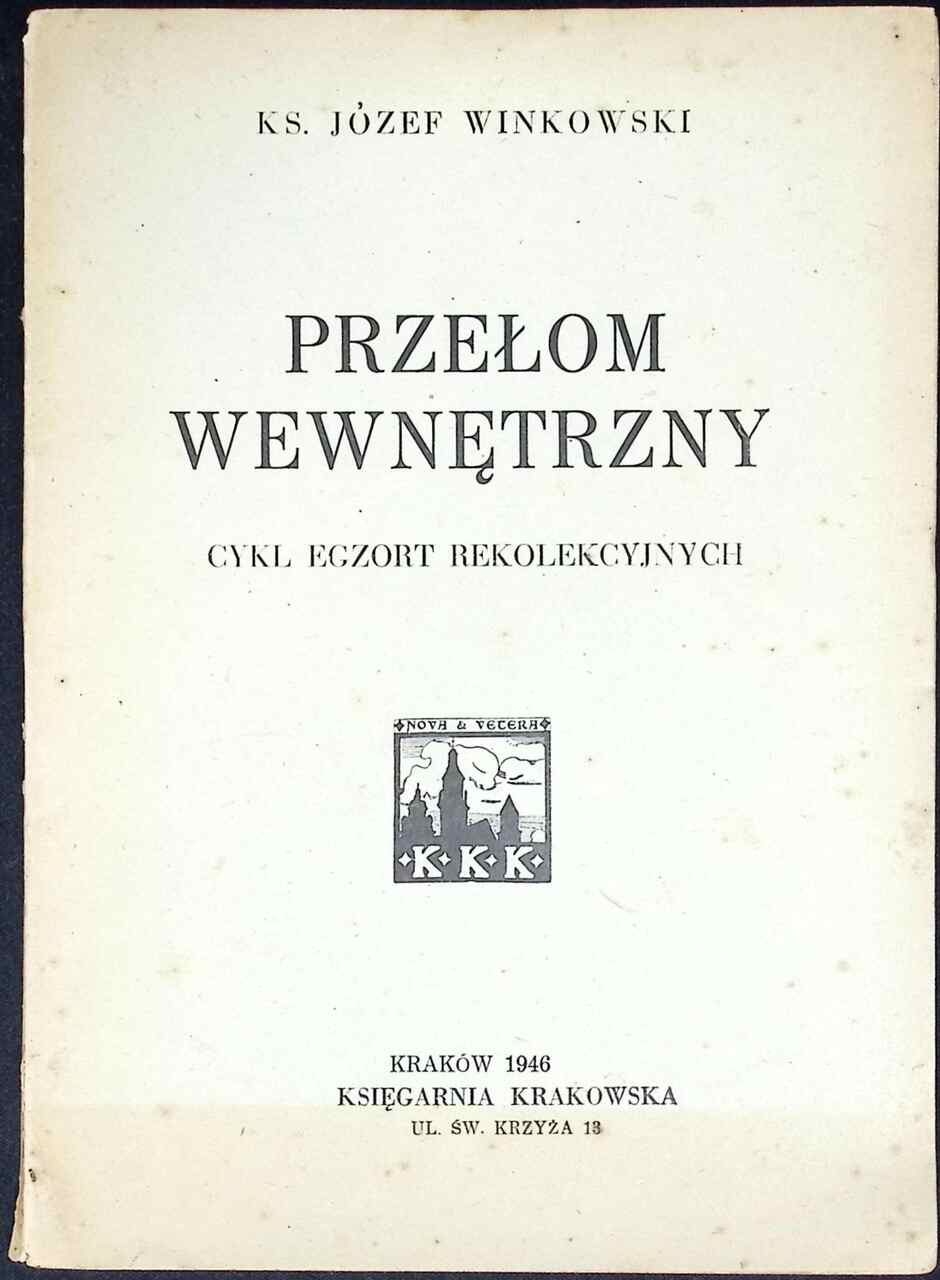 KS. JÓZEF WINKOWSKI
PRZEŁOM
WEWNĘTRZNY
CYKL EGZORT REKOLEKCYJNYCH
NOVA & VETERA
K K K
KRAKÓW 1946
KSIĘGARNIA KRAKOWSKA
UL. ŚW. KRZYŻA 13